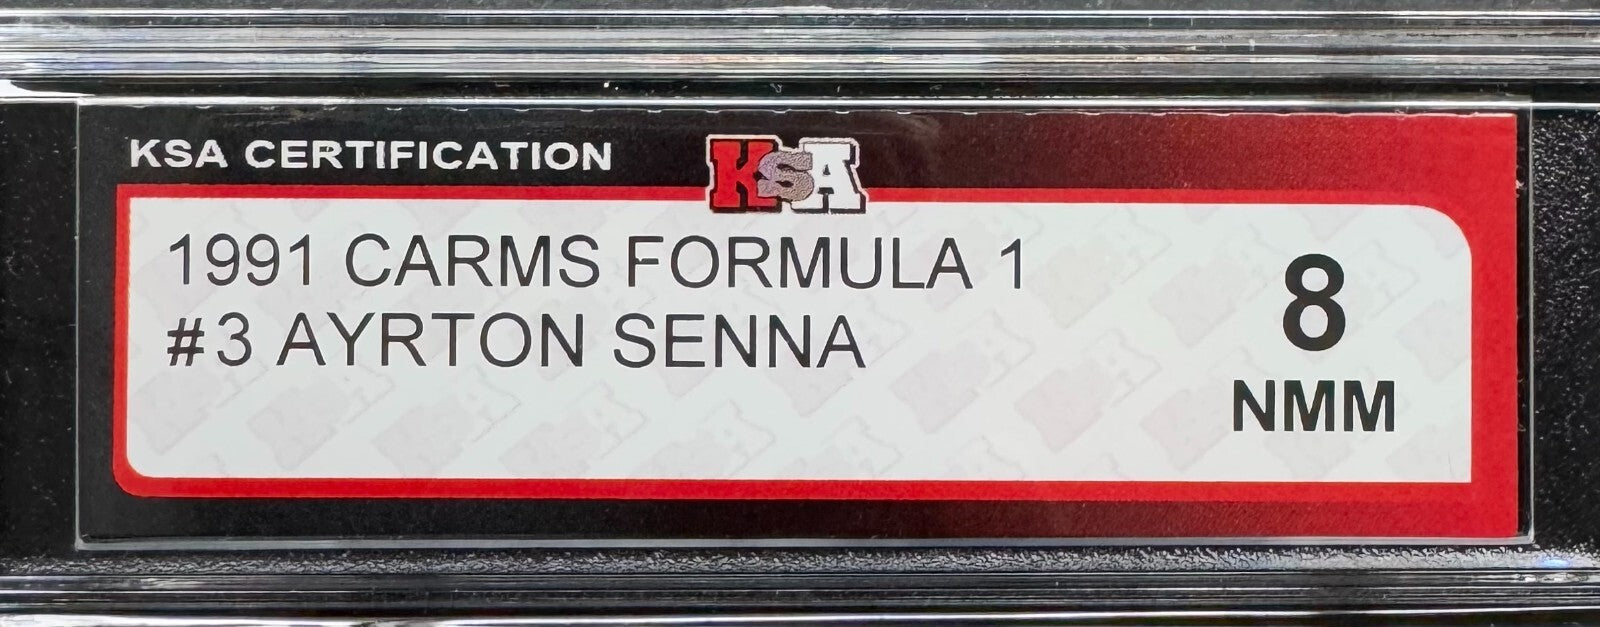 KSA CERTIFICATION
KSA
1991 CARMS FORMULA 1
#3 AYRTON SENNA
8
NMM